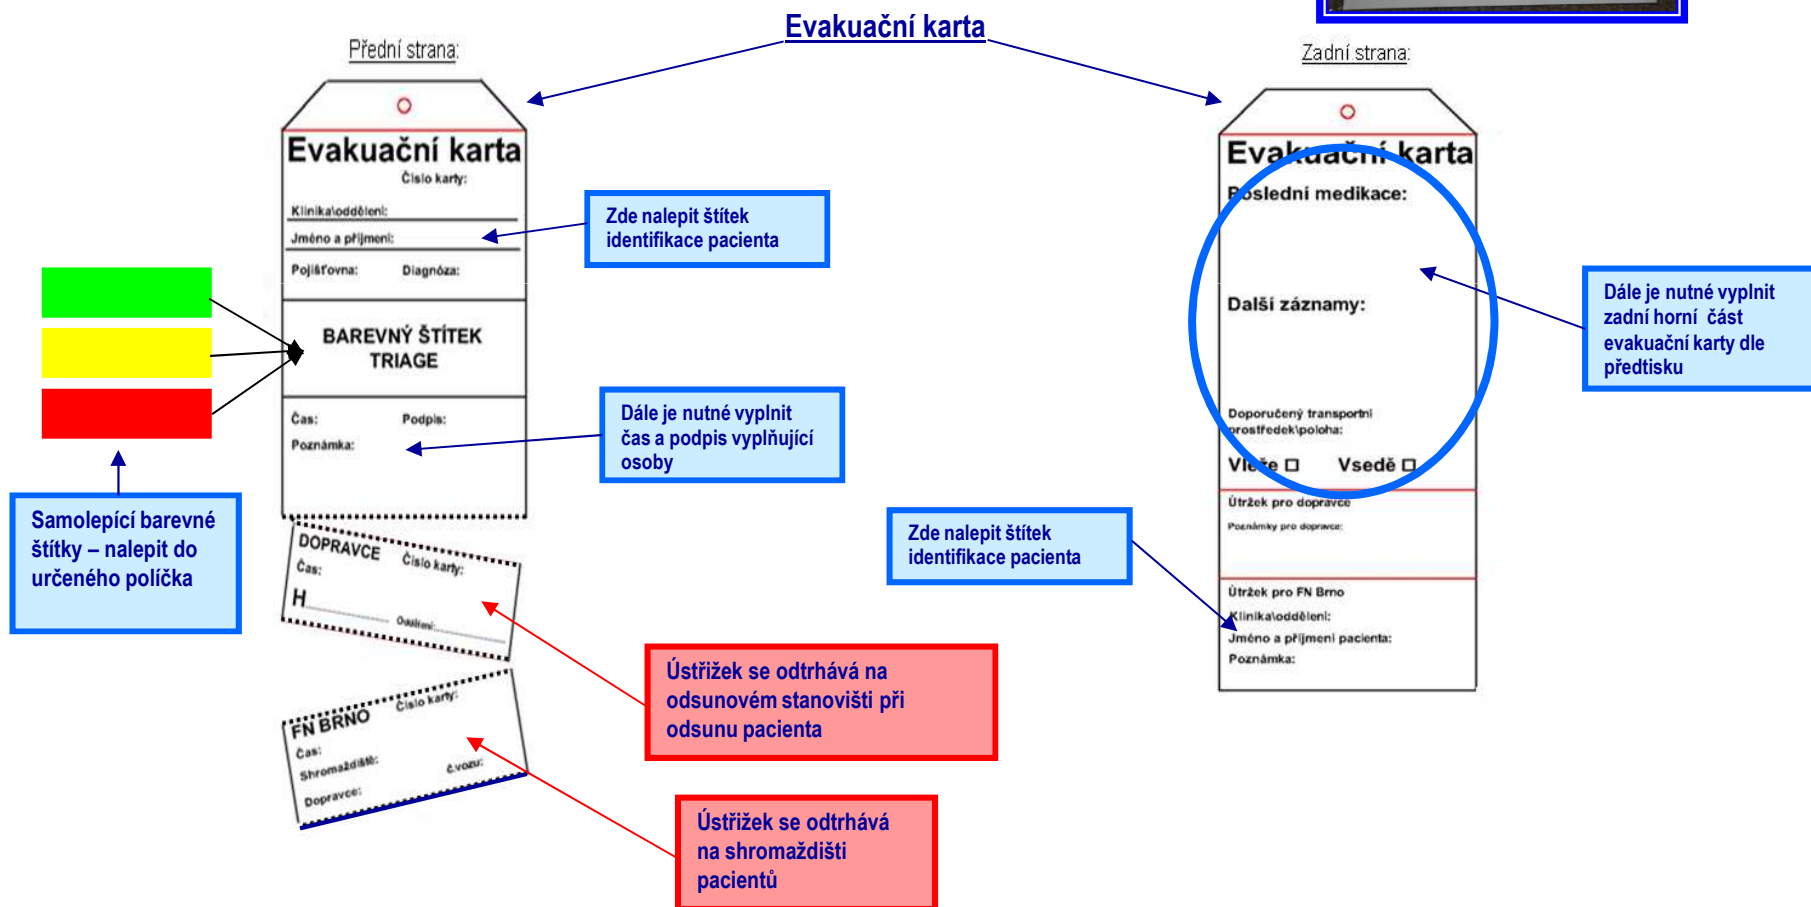 Evakuační karta
Přední strana:
Evakuační karta
Číslo karty:
Klinika\oddělení:
Jméno a příjmení:
Pojišťovna: Diagnóza:
BAREVNÝ ŠTÍTEK
TRIAGE
Čas: Podpis:
Poznámka:
DOPRAVCE Číslo karty:
Čas:
H Oddělení:
FN BRNO Číslo karty:
Čas:
Shromaždiště:
Dopravce: č.vozu:
Samolepící barevné
štítky – nalepit do
určeného políčka
Zde nalepit štítek
identifikace pacienta
Dále je nutné vyplnit
čas a podpis vyplňující
osoby
Ústřižek se odtrhává na
odsunovém stanovišti při
odsunu pacienta
Ústřižek se odtrhává
na shromaždišti
pacientů
Zadní strana:
Evakuační karta
Poslední medikace:
Další záznamy:
Doporučený transportní
prostředek\poloha:
Vleže □ Vsedě □
Útržek pro dopravce
Poznámky pro dopravce:
Útržek pro FN Brno
Klinika\oddělení:
Jméno a příjmení pacienta:
Poznámka:
Dále je nutné vyplnit
zadní horní část
evakuační karty dle
předtisku
Zde nalepit štítek
identifikace pacienta